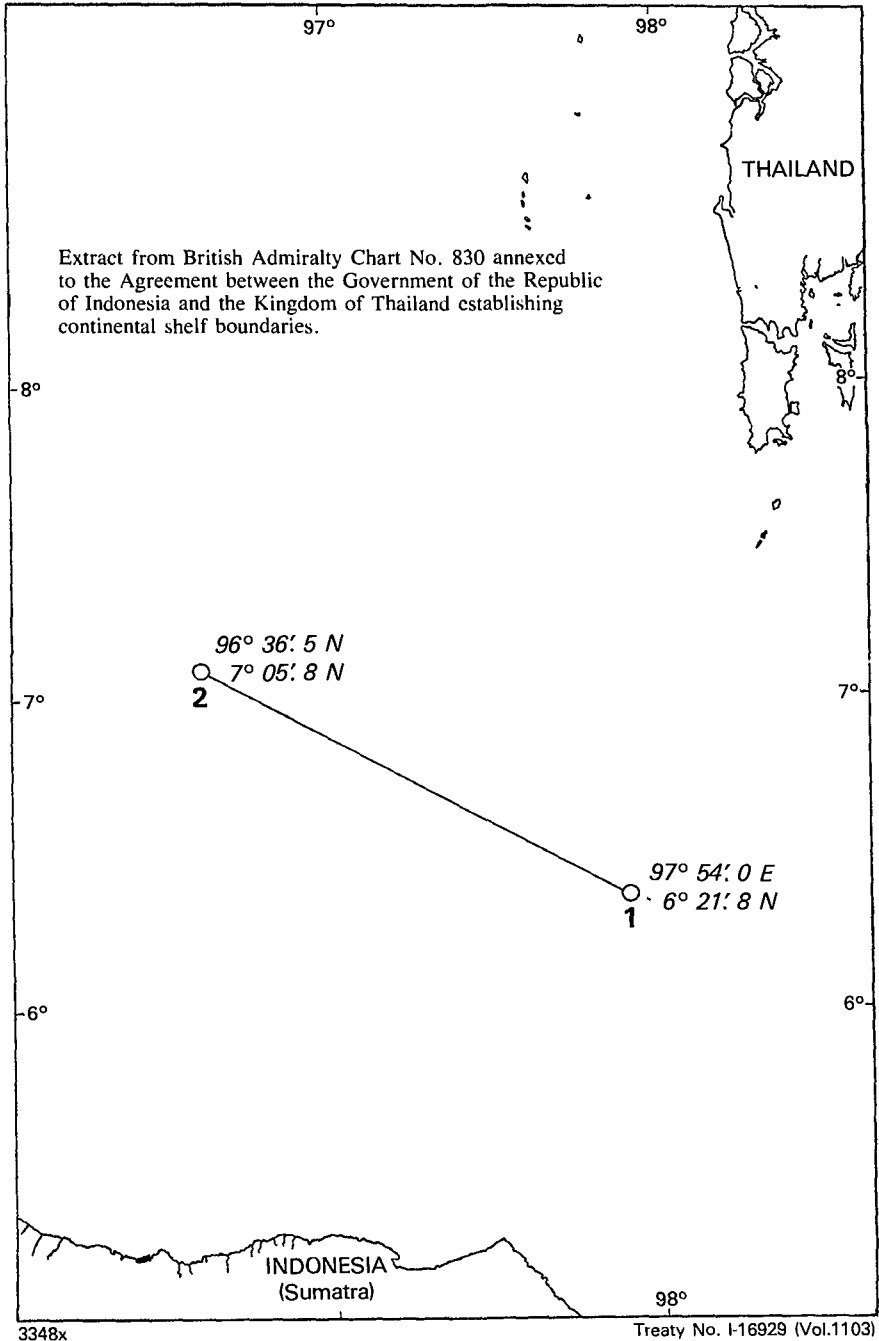 97° 98°
THAILAND
Extract from British Admiralty Chart No. 830 annexed
to the Agreement between the Government of the Republic
of Indonesia and the Kingdom of Thailand establishing
continental shelf boundaries.
8° 8°
96° 36'. 5 N
7° 05'. 8 N
2
7° 7°
97° 54'. 0 E
6° 21'. 8 N
1
6° 6°
INDONESIA
(Sumatra)
98°
3348x
Treaty No. I-16929 (Vol.1103)